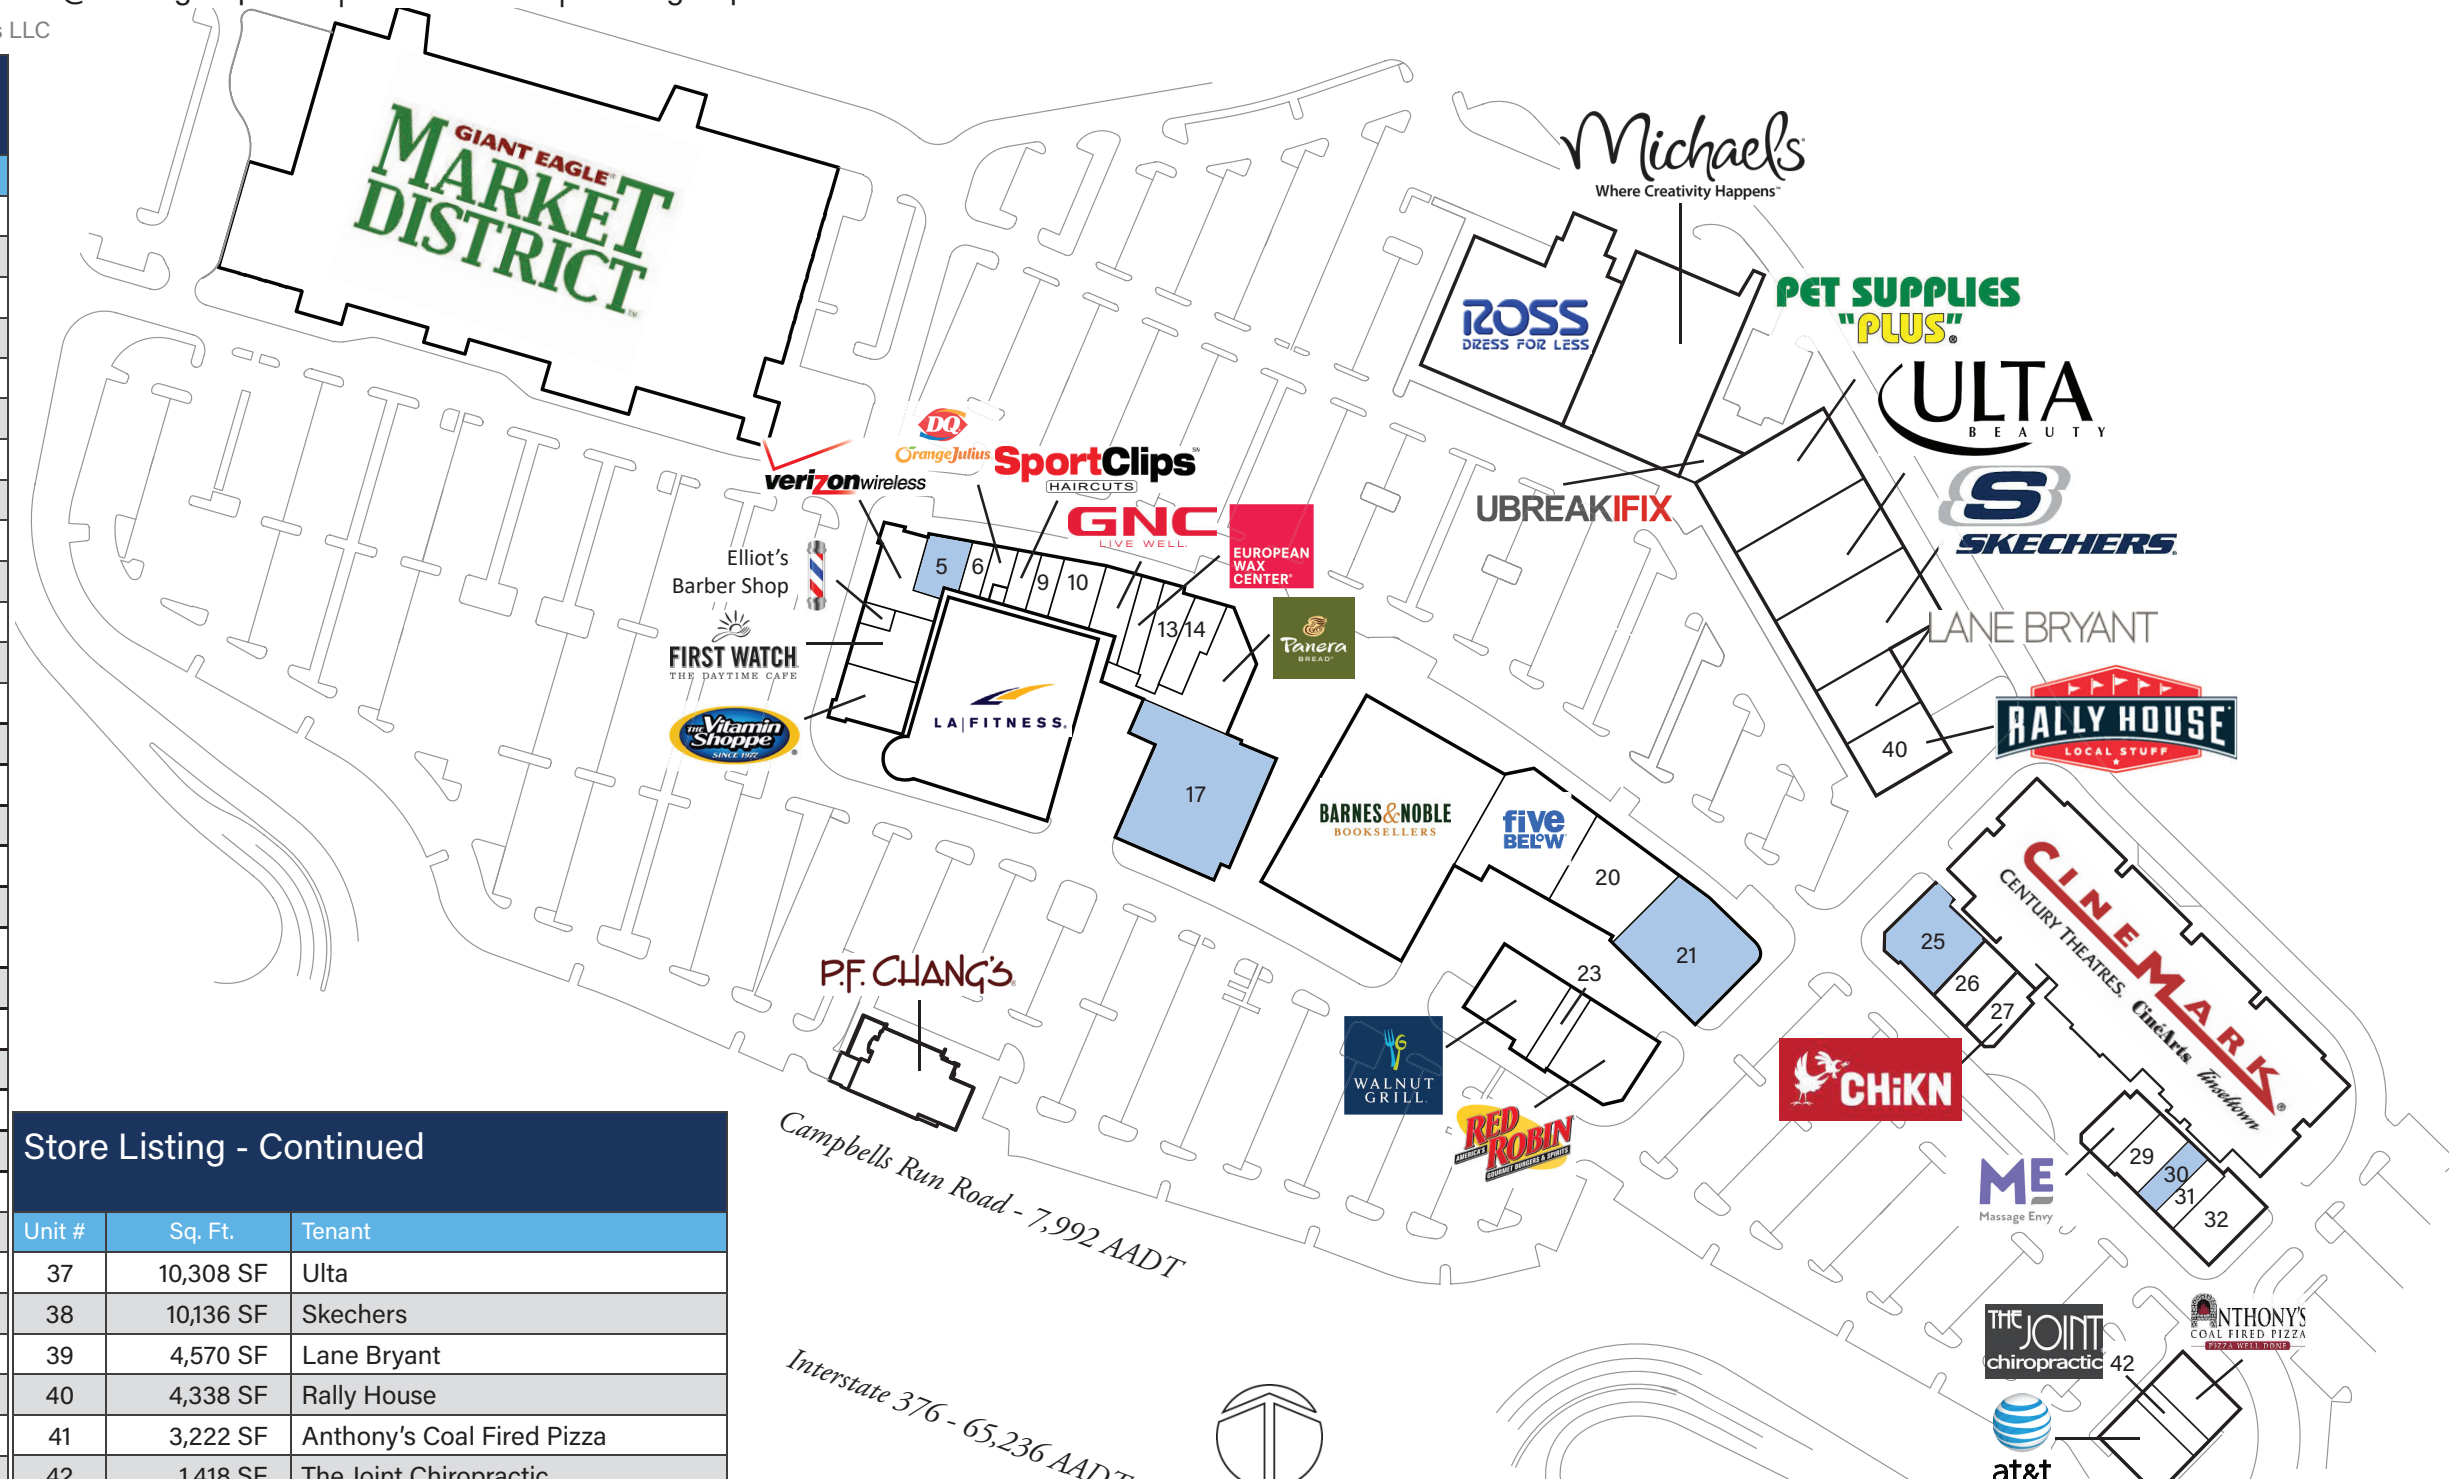 s LLC
GIANT EAGLE
MARKET
DISTRICT
Michaels
Where Creativity Happens
ROSS
DRESS FOR LESS
PET SUPPLIES
"PLUS"
ULTA
BEAUTY
SKECHERS
LANE BRYANT
RALLY HOUSE
LOCAL STUFF
40
UBREAKIFIX
verizon wireless
DQ
Orange Julius
SportClips
HAIRCUTS
GNC
LIVE WELL
EUROPEAN
WAX
CENTER
Panera
BREAD
Elliot's
Barber Shop
FIRST WATCH
THE DAYTIME CAFE
THE Vitamin
Shoppe
SINCE 1977
5
6
9
10
13
14
LA|FITNESS
17
BARNES & NOBLE
BOOKSELLERS
five
BELOW
20
21
23
25
26
27
CINEMARK
CENTURY THEATRES. CinéArts Tinseltown
P.F. CHANG'S
WALNUT
GRILL
RED
ROBIN
AMERICA'S GOURMET BURGERS & SPIRITS
CHiKN
ME
Massage Envy
29
30
31
32
THE JOINT
chiropractic
42
ANTHONY'S
COAL FIRED PIZZA
PIZZA WELL DONE
at&t
Campbells Run Road - 7,992 AADT
Interstate 376 - 65,236 AADT
Store Listing - Continued
Unit # Sq. Ft. Tenant
37 10,308 SF Ulta
38 10,136 SF Skechers
39 4,570 SF Lane Bryant
40 4,338 SF Rally House
41 3,222 SF Anthony's Coal Fired Pizza
42 1,418 SF The Joint Chiropractic